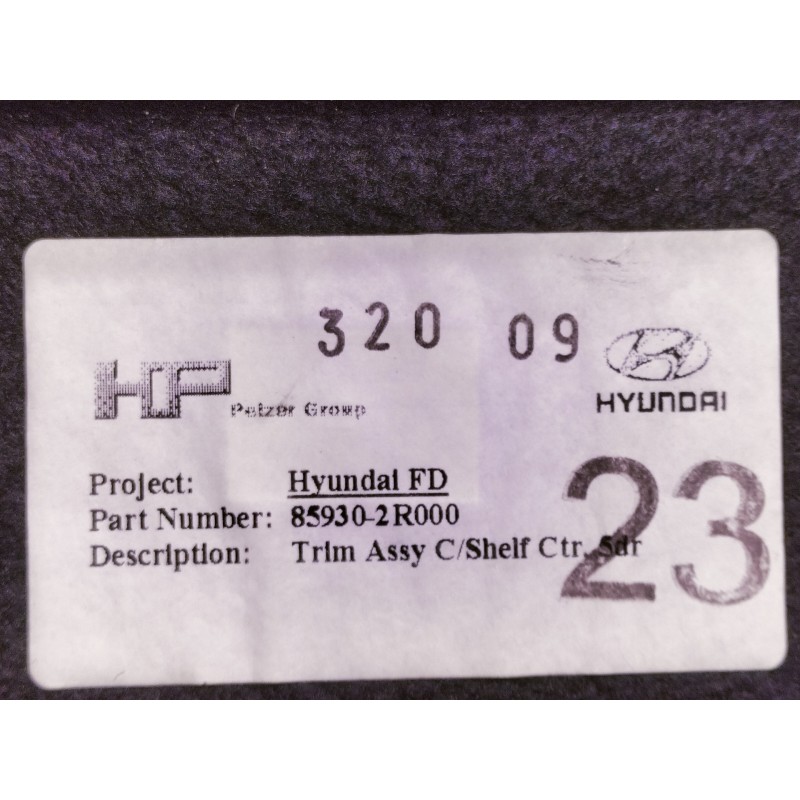 320 09
HP Pelzer Group
HYUNDAI
Project: Hyundai FD
Part Number: 85930-2R000
Description: Trim Assy C/Shelf Ctr. 5dr
23